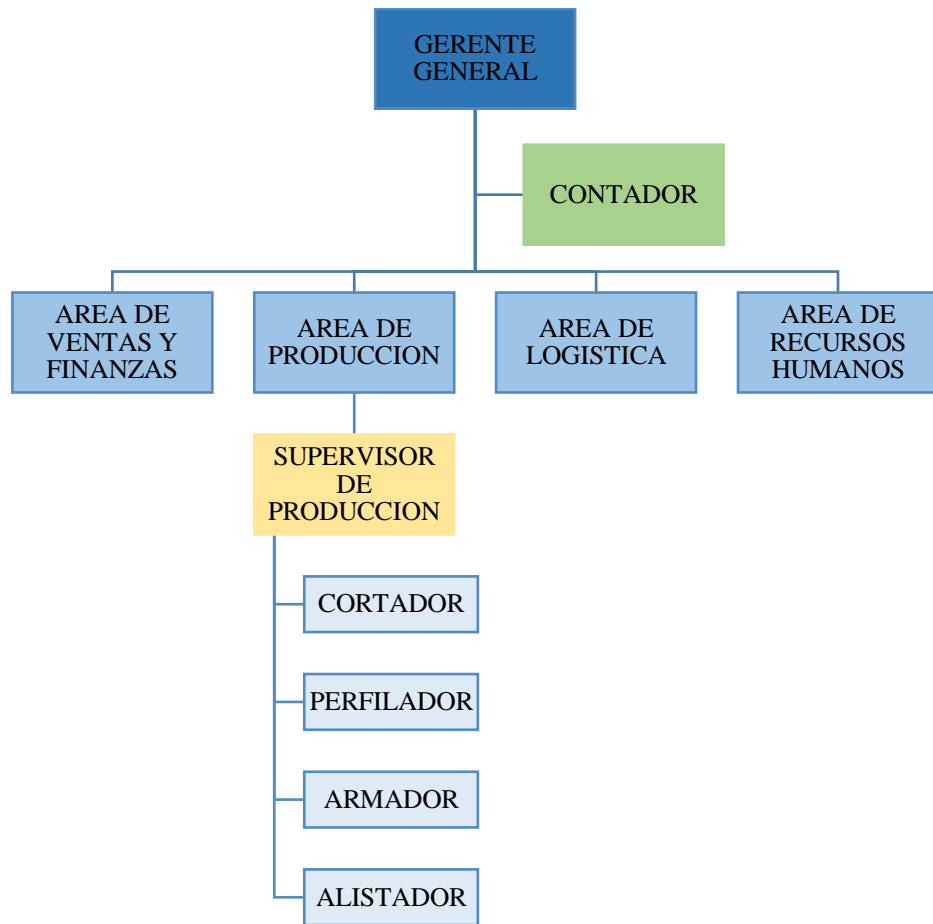 GERENTE
GENERAL
CONTADOR
AREA DE
VENTAS Y
FINANZAS
AREA DE
PRODUCCION
AREA DE
LOGISTICA
AREA DE
RECURSOS
HUMANOS
SUPERVISOR
DE
PRODUCCION
CORTADOR
PERFILADOR
ARMADOR
ALISTADOR